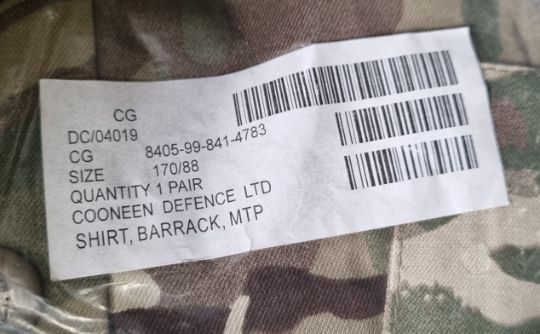 CG
DC/04019
CG 8405-99-841-4783
SIZE 170/88
QUANTITY 1 PAIR
COONEEN DEFENCE LTD
SHIRT, BARRACK, MTP